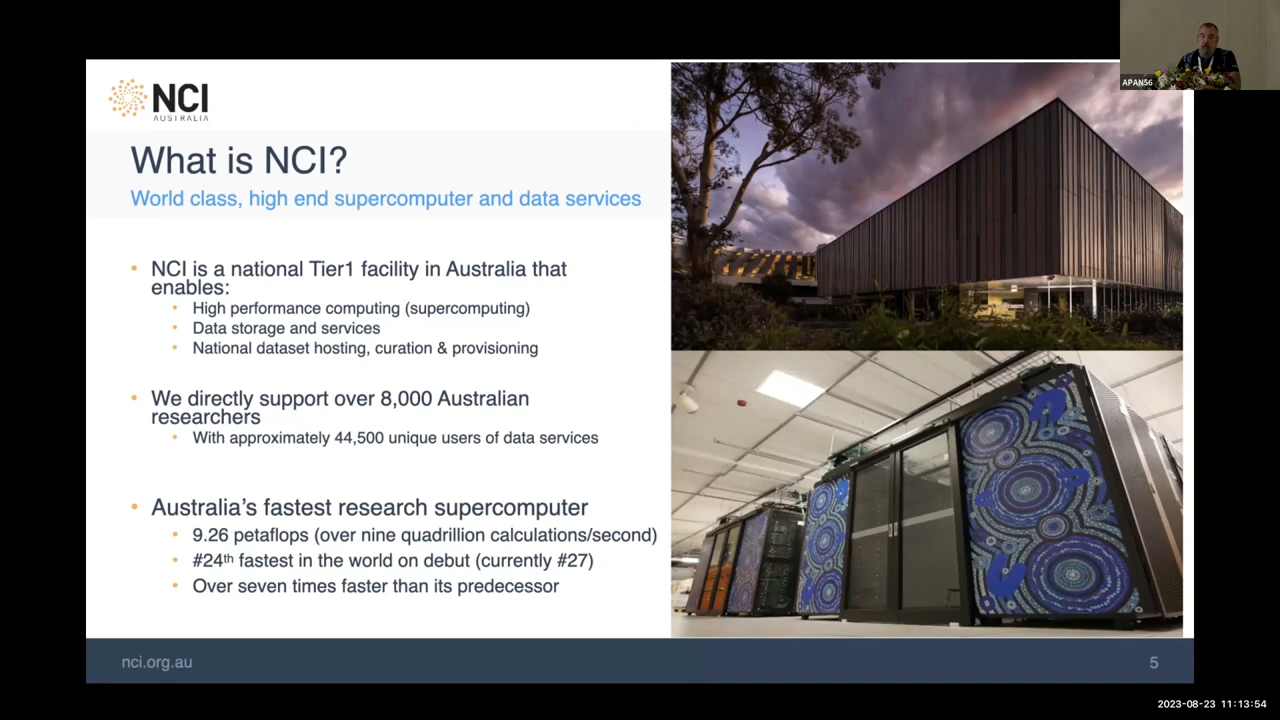 APAN56
NCI
AUSTRALIA
What is NCI?
World class, high end supercomputer and data services
• NCI is a national Tier1 facility in Australia that
enables:
• High performance computing (supercomputing)
• Data storage and services
• National dataset hosting, curation & provisioning
• We directly support over 8,000 Australian
researchers
• With approximately 44,500 unique users of data services
• Australia’s fastest research supercomputer
• 9.26 petaflops (over nine quadrillion calculations/second)
• #24th fastest in the world on debut (currently #27)
• Over seven times faster than its predecessor
nci.org.au
5
2023-08-23 11:13:54